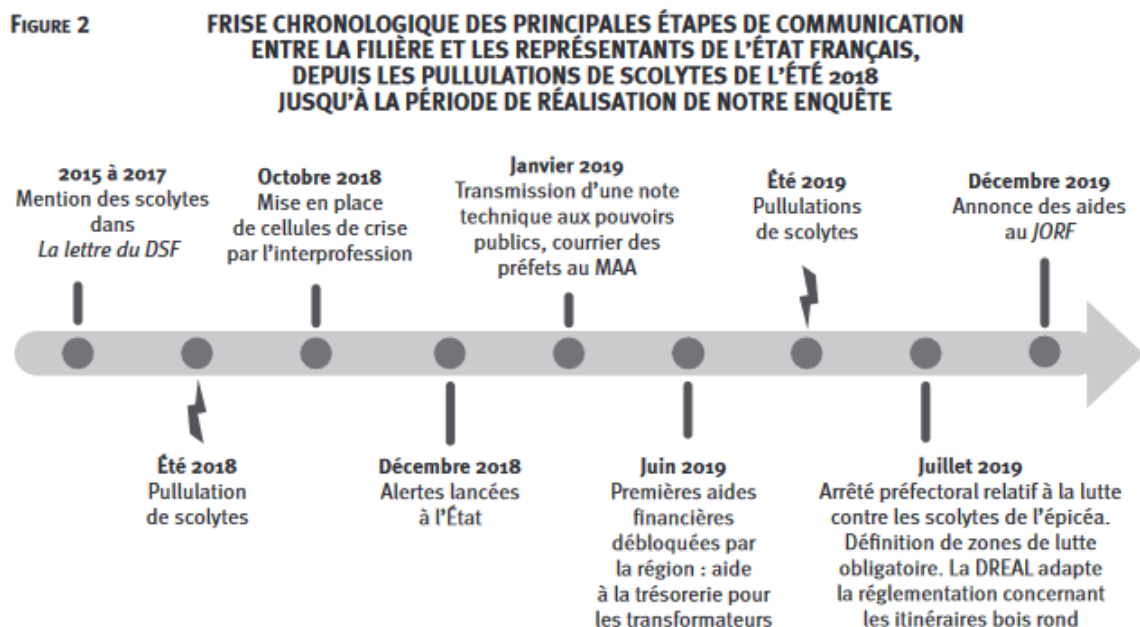 FIGURE 2
FRISE CHRONOLOGIQUE DES PRINCIPALES ÉTAPES DE COMMUNICATION
ENTRE LA FILIÈRE ET LES REPRÉSENTANTS DE L’ÉTAT FRANÇAIS,
DEPUIS LES PULLULATIONS DE SCOLYTES DE L’ÉTÉ 2018
JUSQU’À LA PÉRIODE DE RÉALISATION DE NOTRE ENQUÊTE
2015 à 2017
Mention des scolytes
dans
La lettre du DSF
Octobre 2018
Mise en place
de cellules de crise
par l’interprofession
Janvier 2019
Transmission d’une note
technique aux pouvoirs
publics, courrier des
préfets au MAA
Été 2019
Pullulations
de scolytes
Décembre 2019
Annonce des aides
au JORF
Été 2018
Pullulation
de scolytes
Décembre 2018
Alertes lancées
à l’État
Juin 2019
Premières aides
financières
débloquées par
la région : aide
à la trésorerie pour
les transformateurs
Juillet 2019
Arrêté préfectoral relatif à la lutte
contre les scolytes de l’épicéa.
Définition de zones de lutte
obligatoire. La DREAL adapte
la réglementation concernant
les itinéraires bois rond